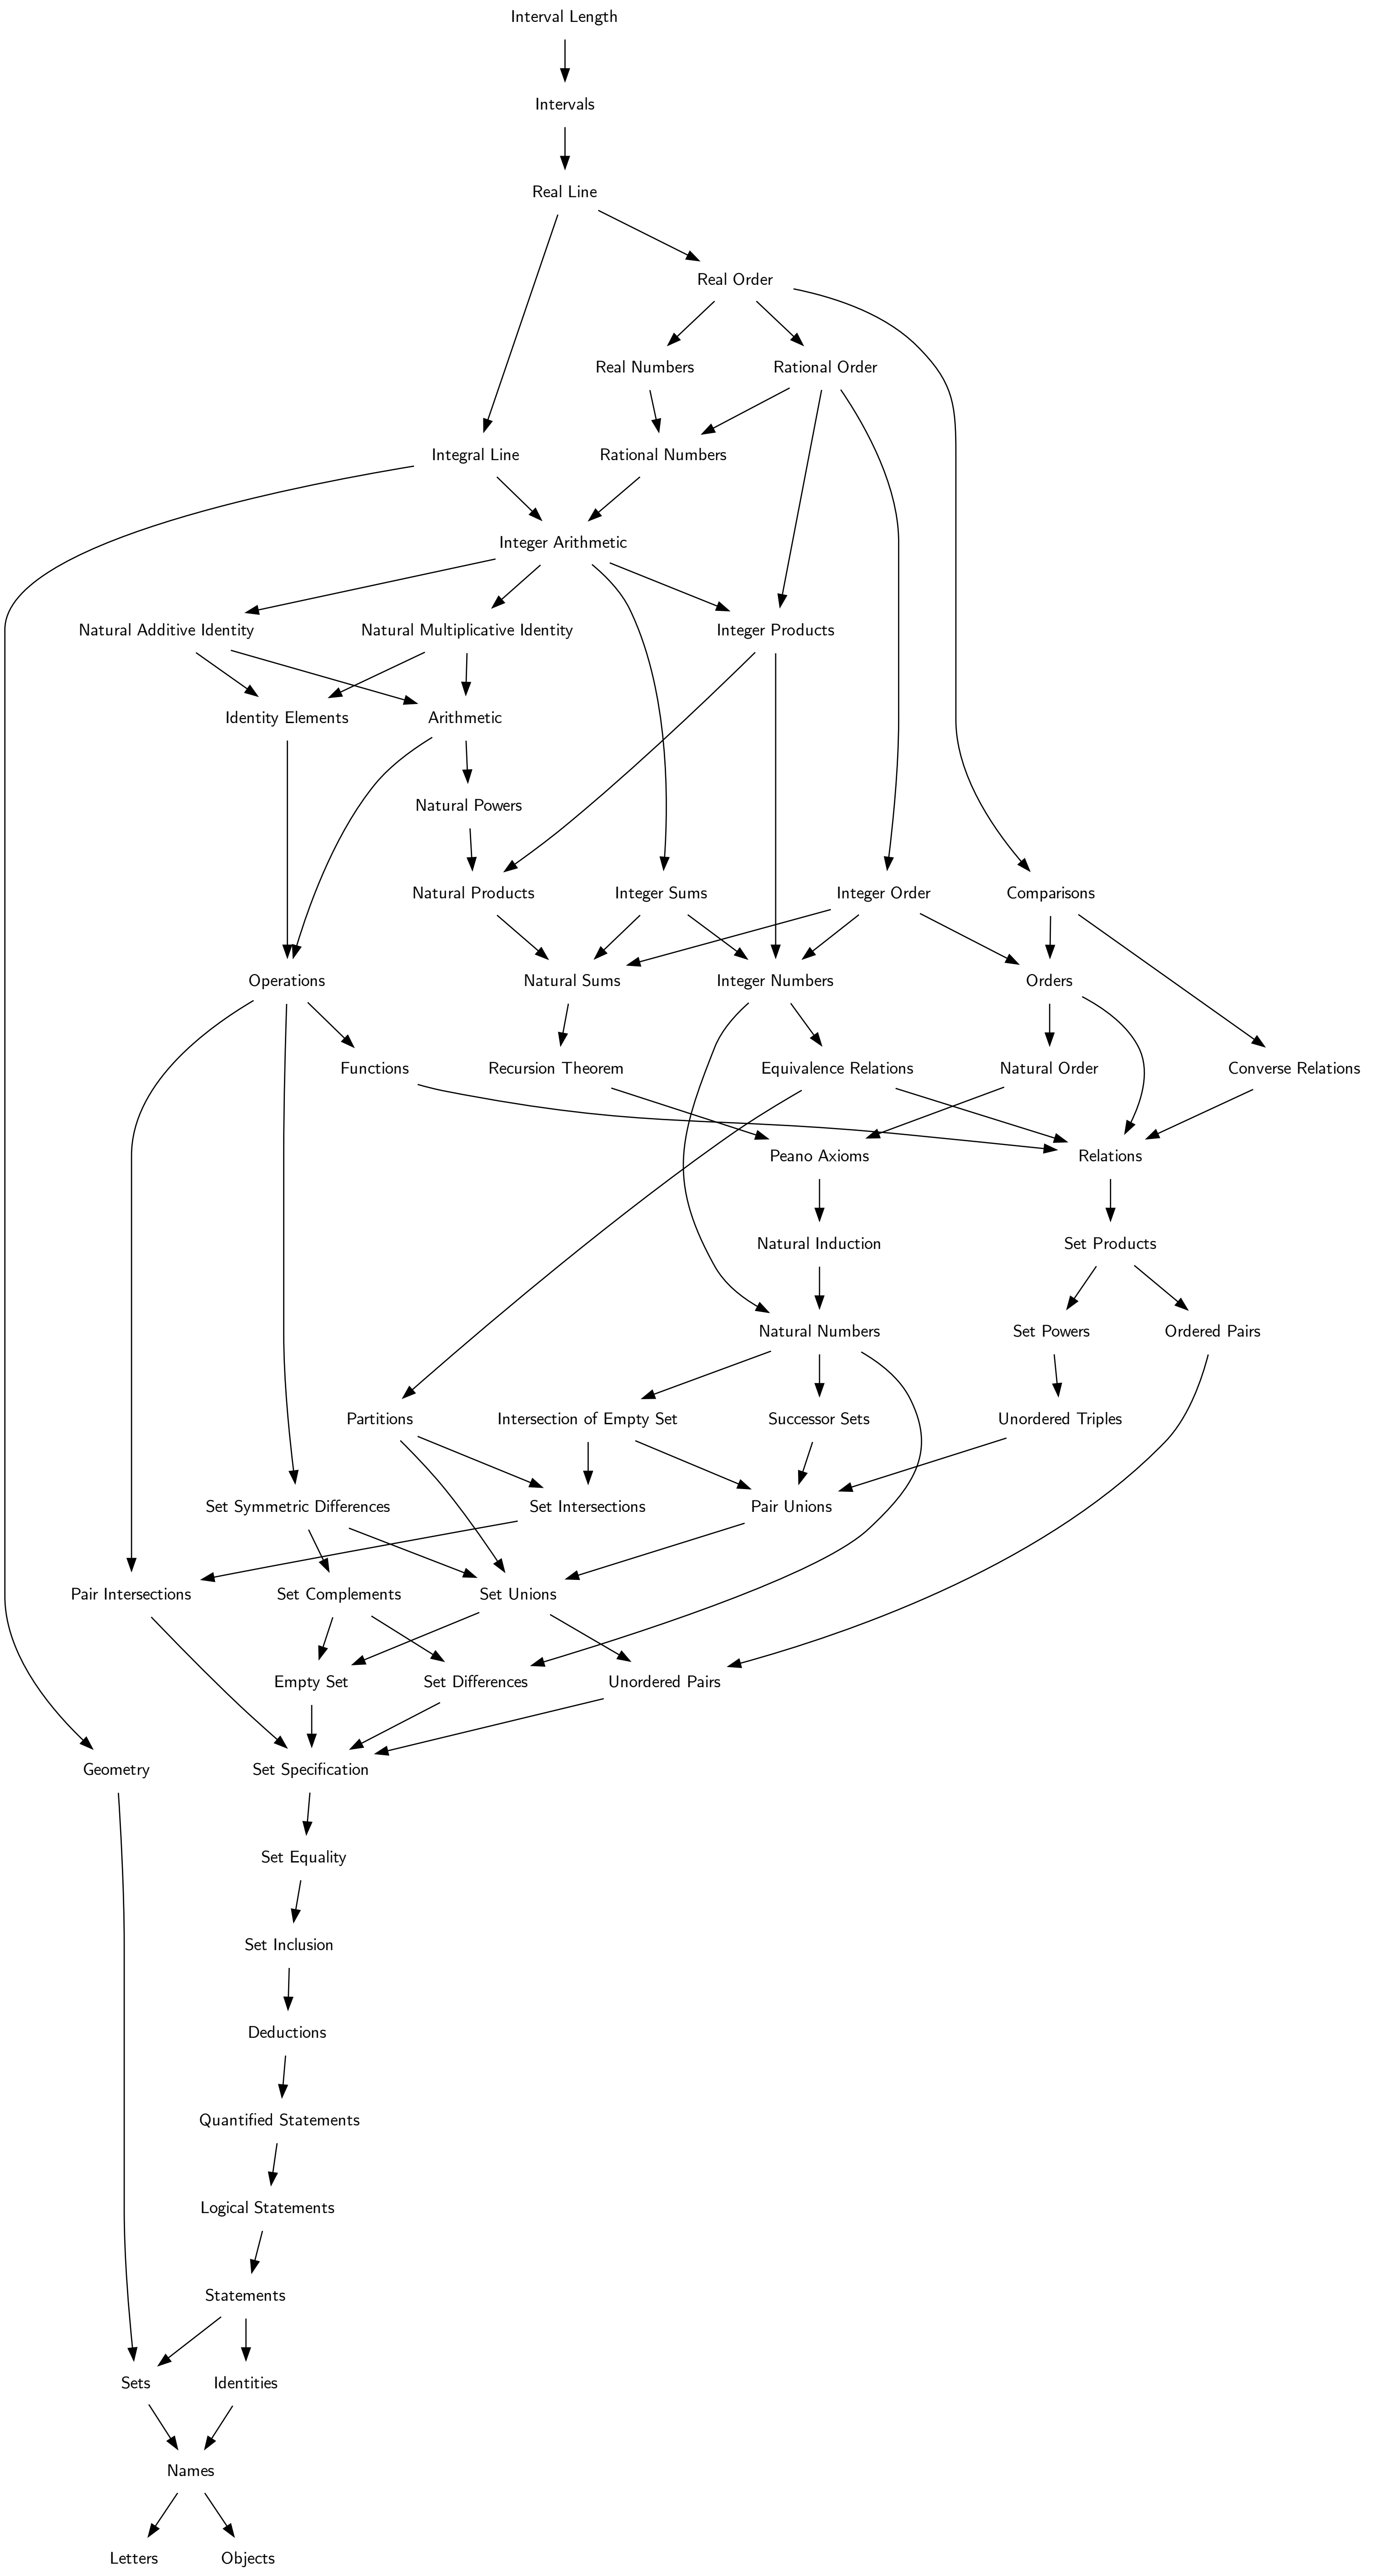 Interval Length
Intervals
Real Line
Real Order
Real Numbers
Rational Order
Integral Line
Rational Numbers
Integer Arithmetic
Natural Additive Identity
Natural Multiplicative Identity
Integer Products
Identity Elements
Arithmetic
Natural Powers
Natural Products
Integer Sums
Integer Order
Comparisons
Operations
Natural Sums
Integer Numbers
Orders
Functions
Recursion Theorem
Equivalence Relations
Natural Order
Converse Relations
Peano Axioms
Relations
Natural Induction
Set Products
Natural Numbers
Set Powers
Ordered Pairs
Partitions
Intersection of Empty Set
Successor Sets
Unordered Triples
Set Symmetric Differences
Set Intersections
Pair Unions
Pair Intersections
Set Complements
Set Unions
Empty Set
Set Differences
Unordered Pairs
Geometry
Set Specification
Set Equality
Set Inclusion
Deductions
Quantified Statements
Logical Statements
Statements
Sets
Identities
Names
Letters
Objects